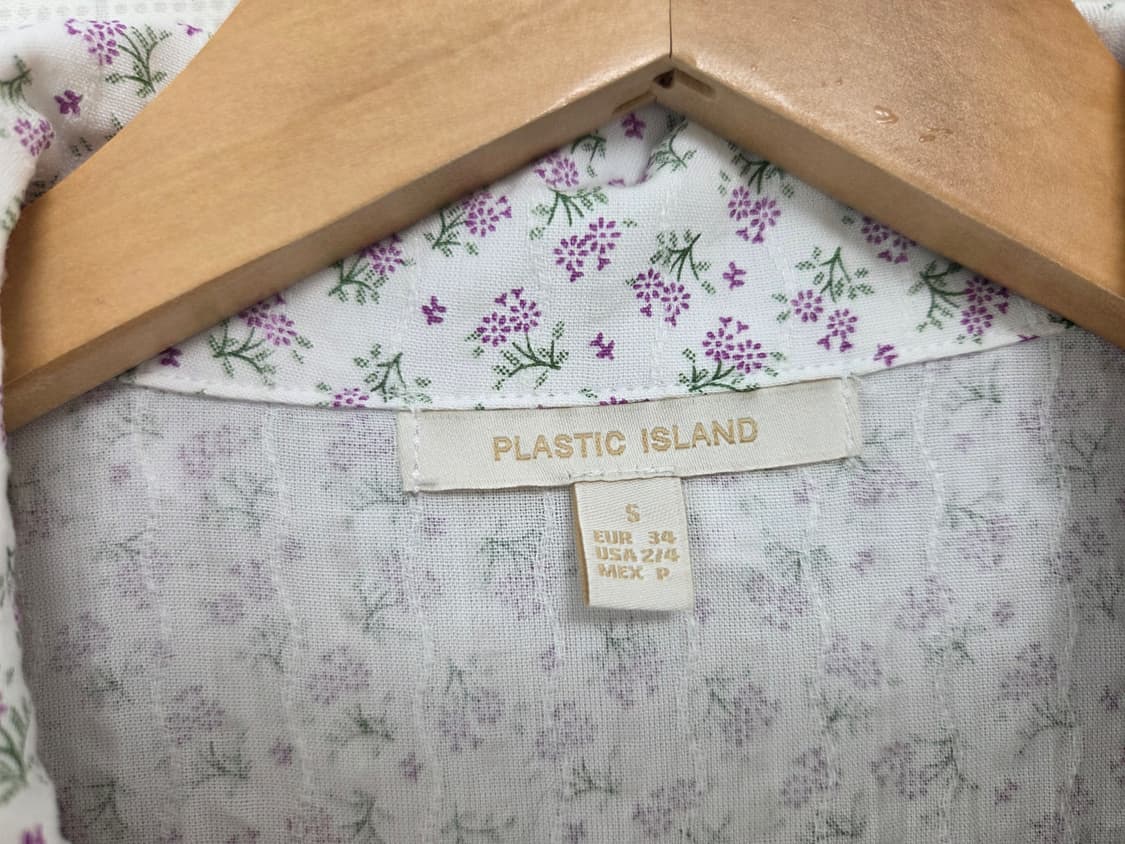 PLASTIC ISLAND
S
EUR 34
USA 2/4
MEX P